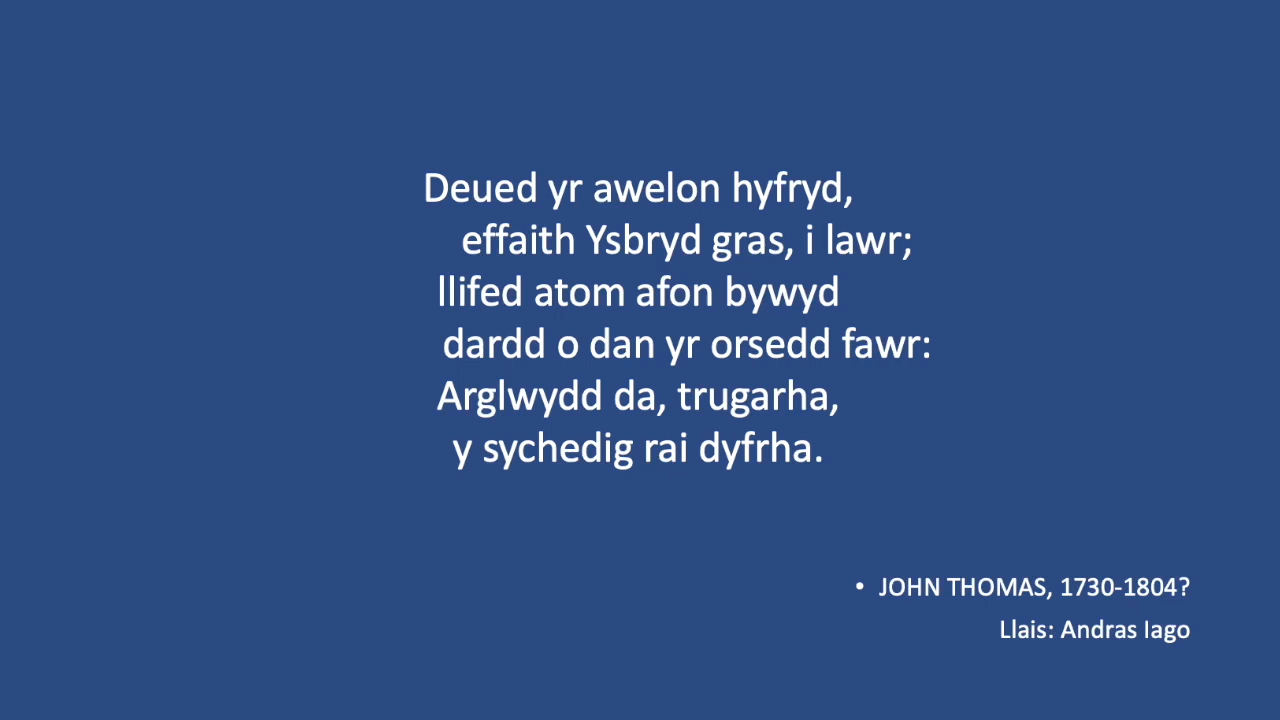 Deued yr awelon hyfryd,
effaith Ysbryd gras, i lawr;
llifed atom afon bywyd
dardd o dan yr orsedd fawr:
Arglwydd da, trugarha,
y sychedig rai dyfrha.
• JOHN THOMAS, 1730-1804?
Llais: Andras Iago